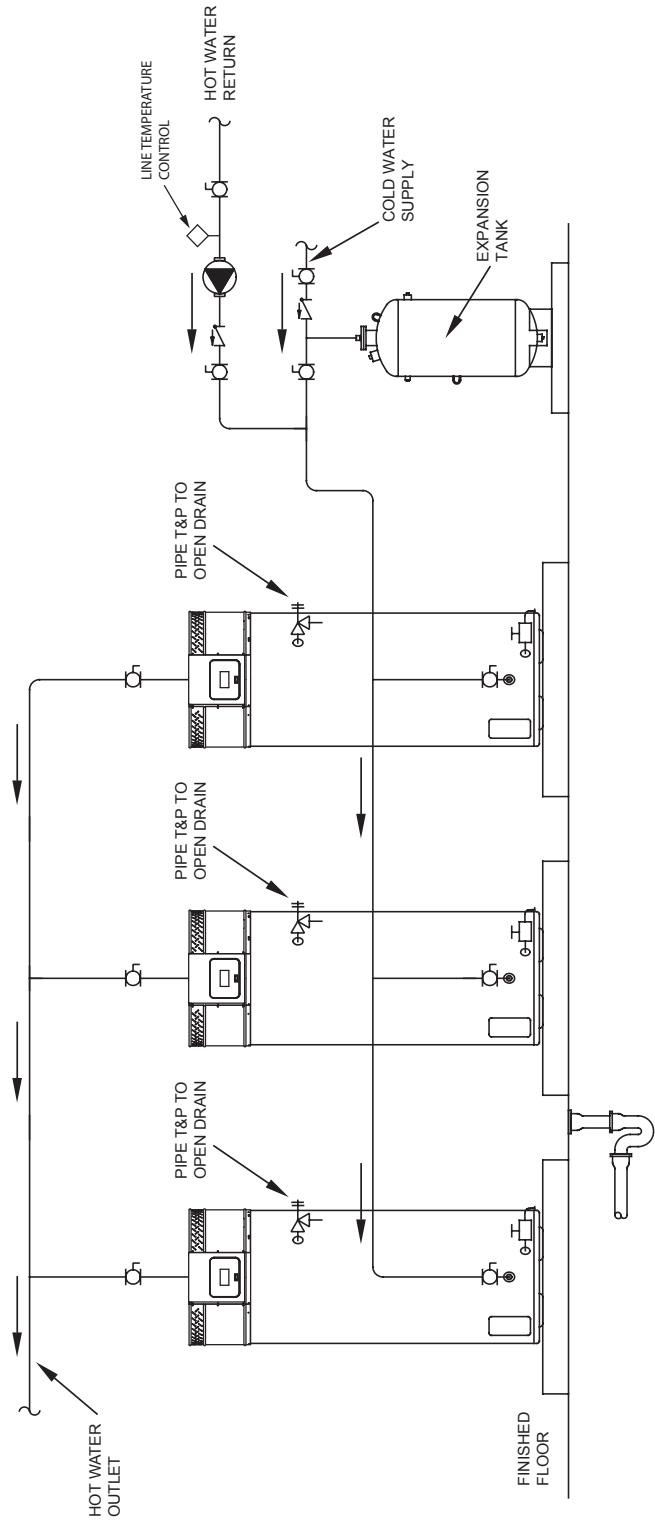 HOT WATER
OUTLET
PIPE T&P TO
OPEN DRAIN
PIPE T&P TO
OPEN DRAIN
PIPE T&P TO
OPEN DRAIN
LINE TEMPERATURE
CONTROL
HOT WATER
RETURN
COLD WATER
SUPPLY
EXPANSION
TANK
FINISHED
FLOOR